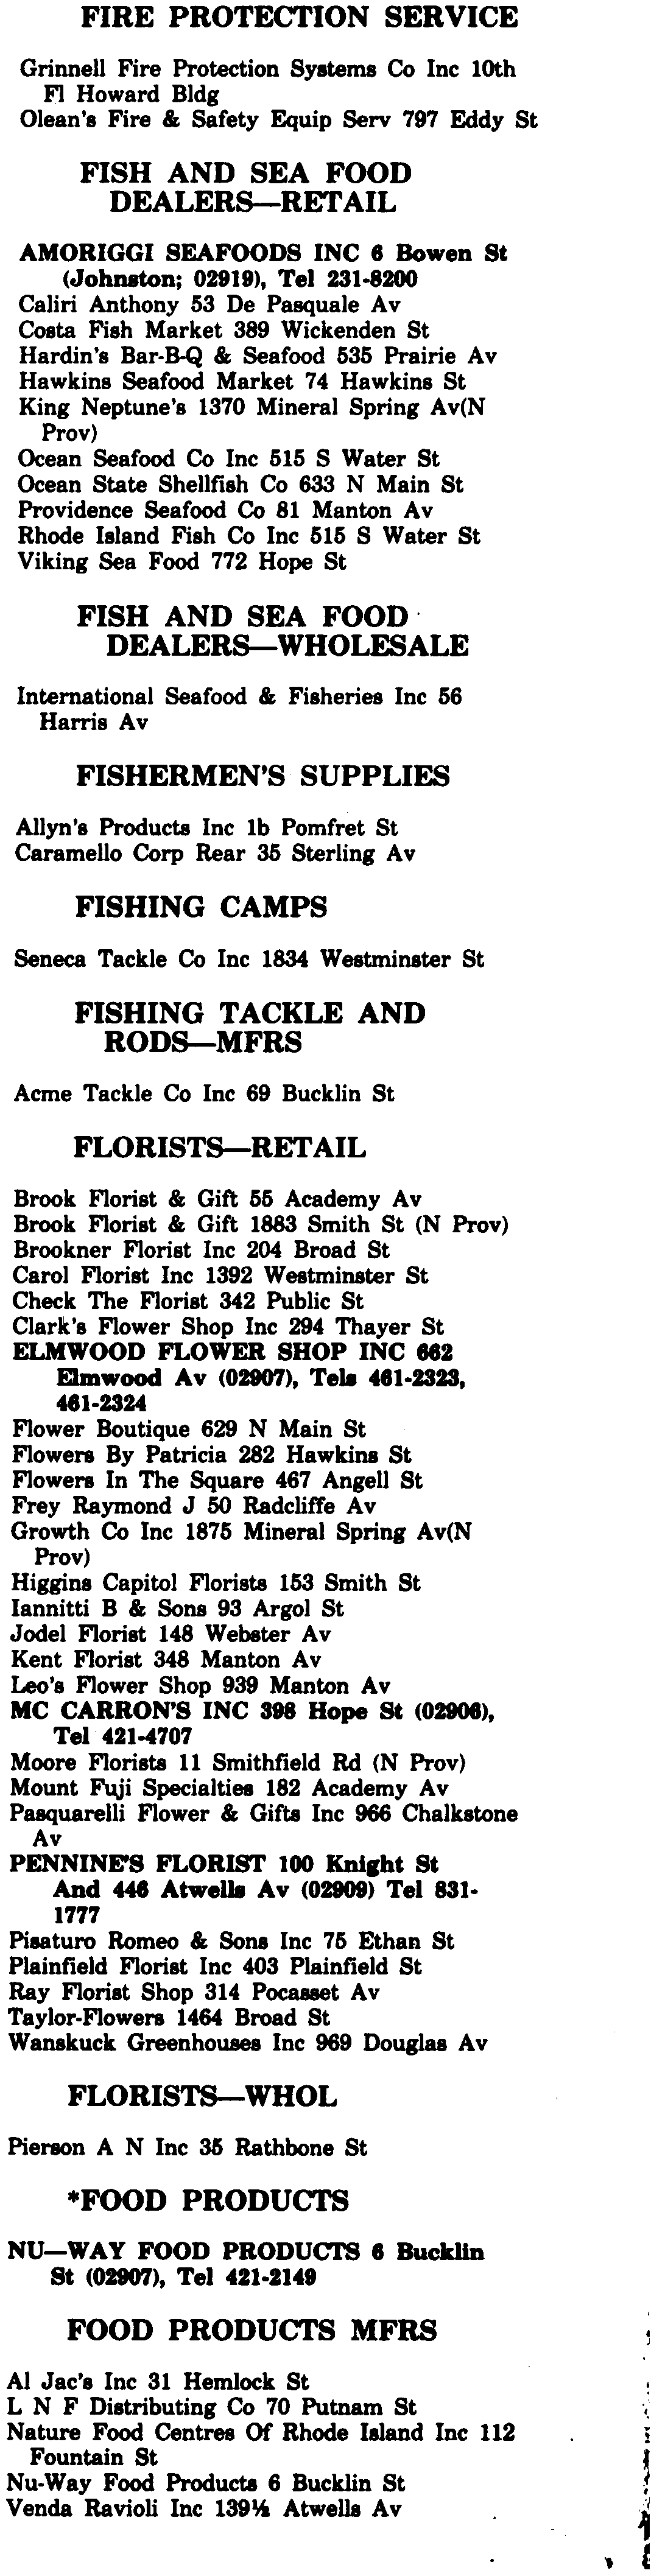 FIRE PROTECTION SERVICE
Grinnell Fire Protection Systems Co Inc 10th
Fl Howard Bldg
Olean's Fire & Safety Equip Serv 797 Eddy St
FISH AND SEA FOOD
DEALERS—RETAIL
AMORIGGI SEAFOODS INC 6 Bowen St
(Johnston; 02919), Tel 231-8200
Caliri Anthony 53 De Pasquale Av
Costa Fish Market 389 Wickenden St
Hardin's Bar-B-Q & Seafood 535 Prairie Av
Hawkins Seafood Market 74 Hawkins St
King Neptune's 1370 Mineral Spring Av(N
Prov)
Ocean Seafood Co Inc 515 S Water St
Ocean State Shellfish Co 633 N Main St
Providence Seafood Co 81 Manton Av
Rhode Island Fish Co Inc 515 S Water St
Viking Sea Food 772 Hope St
FISH AND SEA FOOD
DEALERS—WHOLESALE
International Seafood & Fisheries Inc 56
Harris Av
FISHERMEN'S SUPPLIES
Allyn's Products Inc 1b Pomfret St
Caramello Corp Rear 35 Sterling Av
FISHING CAMPS
Seneca Tackle Co Inc 1834 Westminster St
FISHING TACKLE AND
RODS—MFRS
Acme Tackle Co Inc 69 Bucklin St
FLORISTS—RETAIL
Brook Florist & Gift 55 Academy Av
Brook Florist & Gift 1883 Smith St (N Prov)
Brookner Florist Inc 204 Broad St
Carol Florist Inc 1392 Westminster St
Check The Florist 342 Public St
Clark's Flower Shop Inc 294 Thayer St
ELMWOOD FLOWER SHOP INC 662
Elmwood Av (02907), Tels 461-2323,
461-2324
Flower Boutique 629 N Main St
Flowers By Patricia 282 Hawkins St
Flowers In The Square 467 Angell St
Frey Raymond J 50 Radcliffe Av
Growth Co Inc 1875 Mineral Spring Av(N
Prov)
Higgins Capitol Florists 153 Smith St
Iannitti B & Sons 93 Argol St
Jodel Florist 148 Webster Av
Kent Florist 348 Manton Av
Leo's Flower Shop 939 Manton Av
MC CARRON'S INC 398 Hope St (02906),
Tel 421-4707
Moore Florists 11 Smithfield Rd (N Prov)
Mount Fuji Specialties 182 Academy Av
Pasquarelli Flower & Gifts Inc 966 Chalkstone
Av
PENNINE'S FLORIST 100 Knight St
And 446 Atwells Av (02909) Tel 831-
1777
Pisaturo Romeo & Sons Inc 75 Ethan St
Plainfield Florist Inc 403 Plainfield St
Ray Florist Shop 314 Pocasset Av
Taylor-Flowers 1464 Broad St
Wanskuck Greenhouses Inc 969 Douglas Av
FLORISTS—WHOL
Pierson A N Inc 35 Rathbone St
*FOOD PRODUCTS
NU—WAY FOOD PRODUCTS 6 Bucklin
St (02907), Tel 421-2149
FOOD PRODUCTS MFRS
Al Jac's Inc 31 Hemlock St
L N F Distributing Co 70 Putnam St
Nature Food Centres Of Rhode Island Inc 112
Fountain St
Nu-Way Food Products 6 Bucklin St
Venda Ravioli Inc 139½ Atwells Av